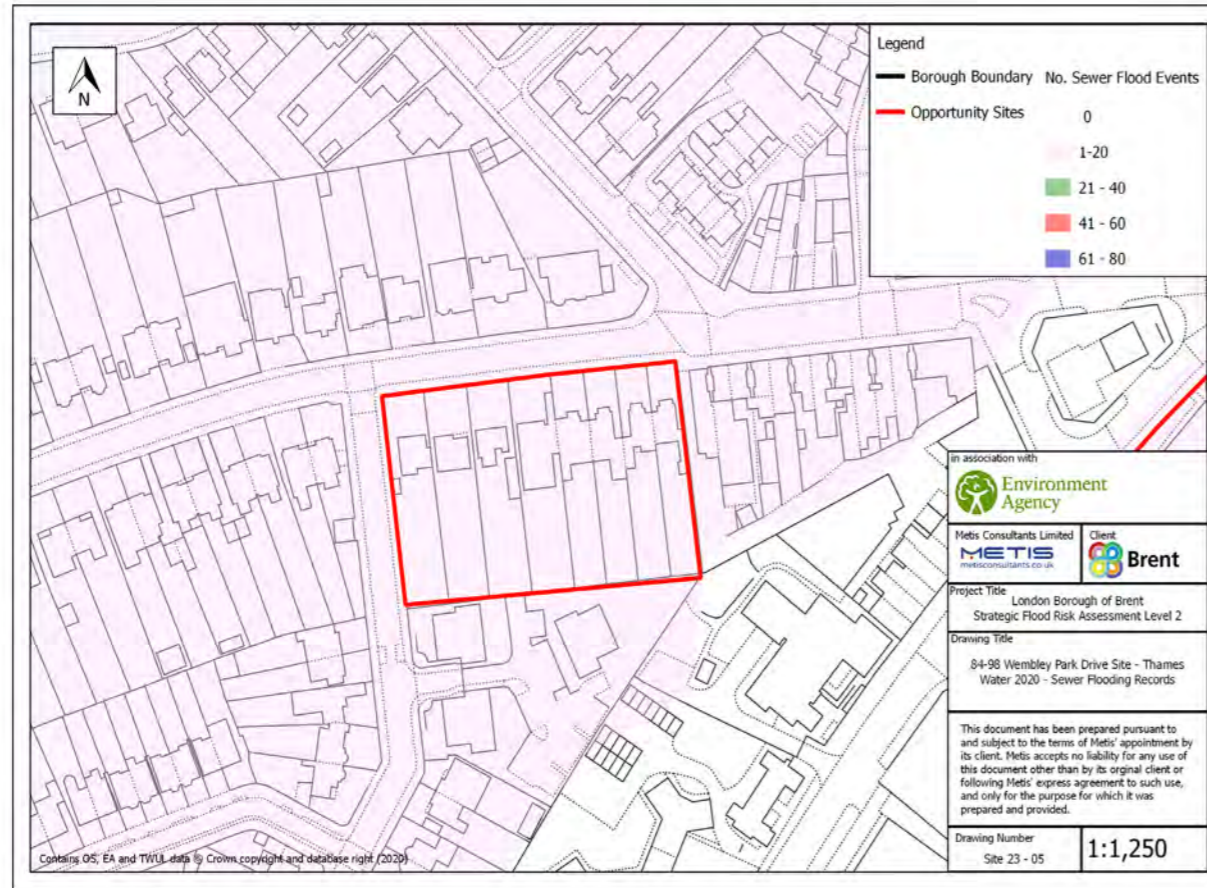 N
Legend
Borough Boundary
Opportunity Sites
No. Sewer Flood Events
0
1-20
21 - 40
41 - 60
61 - 80
in association with
Environment
Agency
Metis Consultants Limited
METIS
metisconsultants.co.uk
Client
Brent
Project Title
London Borough of Brent
Strategic Flood Risk Assessment Level 2
Drawing Title
84-98 Wembley Park Drive Site - Thames
Water 2020 - Sewer Flooding Records
This document has been prepared pursuant to
and subject to the terms of Metis' appointment by
its client. Metis accepts no liability for any use of
this document other than by its orginal client or
following Metis' express agreement to such use,
and only for the purpose for which it was
prepared and provided.
Drawing Number
Site 23 - 05
1:1,250
Contains OS, EA and TWUL data © Crown copyright and database right (2020)